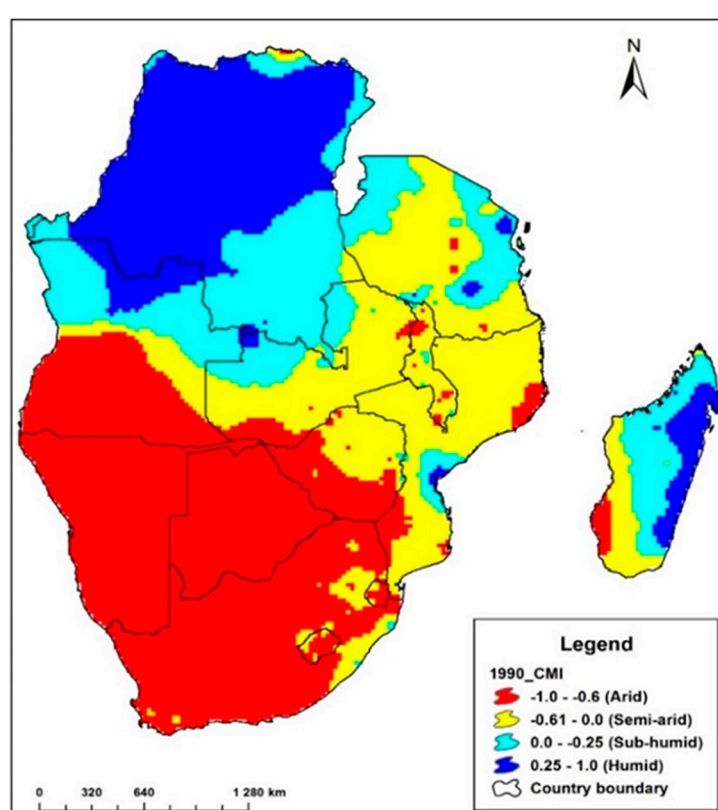 N
Legend
1990_CMI
-1.0 - -0.6 (Arid)
-0.61 - 0.0 (Semi-arid)
0.0 - -0.25 (Sub-humid)
0.25 - 1.0 (Humid)
Country boundary
0 320 640 1 280 km